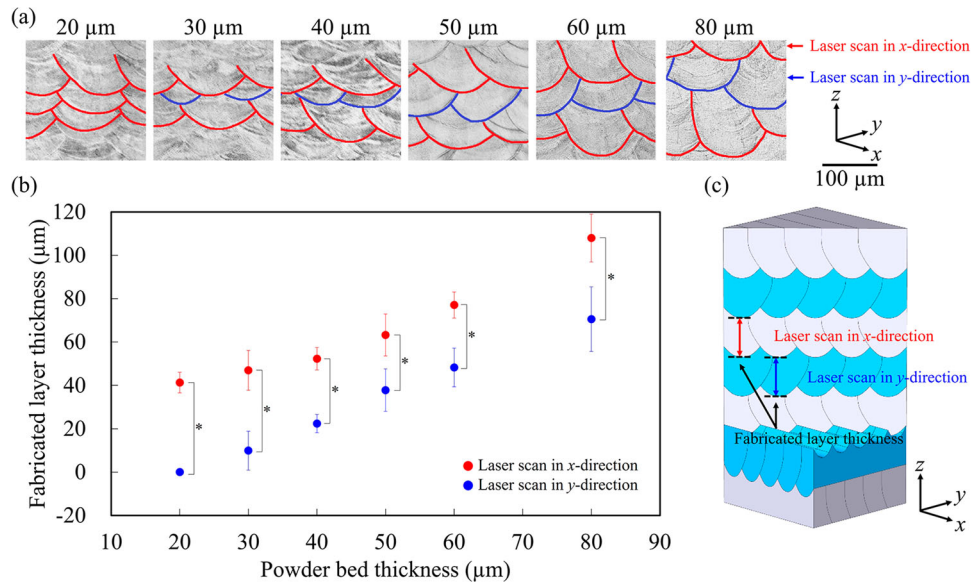 (a)
20 μm 30 μm 40 μm 50 μm 60 μm 80 μm
Laser scan in x-direction
Laser scan in y-direction
z
y
x
100 μm
(b)
Fabricated layer thickness (μm)
120
100
80
60
40
20
0
-20
* * * * * *
Laser scan in x-direction
Laser scan in y-direction
10 20 30 40 50 60 70 80 90
Powder bed thickness (μm)
(c)
Laser scan in x-direction
Laser scan in y-direction
Fabricated layer thickness
z
y
x